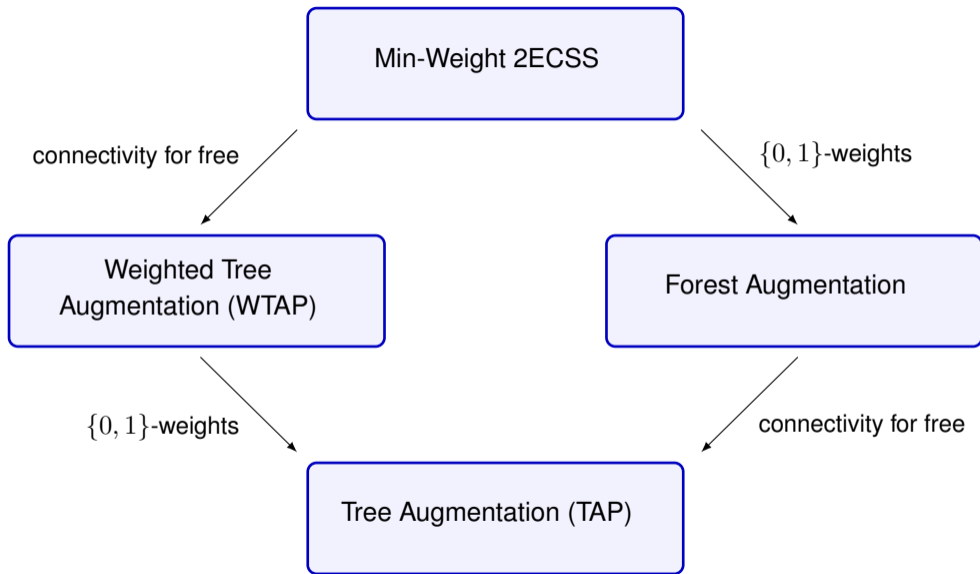 Min-Weight 2ECSS
connectivity for free
{0, 1}-weights
Weighted Tree
Augmentation (WTAP)
Forest Augmentation
{0, 1}-weights
connectivity for free
Tree Augmentation (TAP)